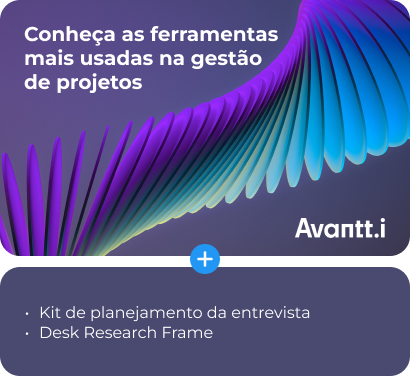 Conheça as ferramentas
mais usadas na gestão
de projetos
Avantt.i
+
• Kit de planejamento da entrevista
• Desk Research Frame